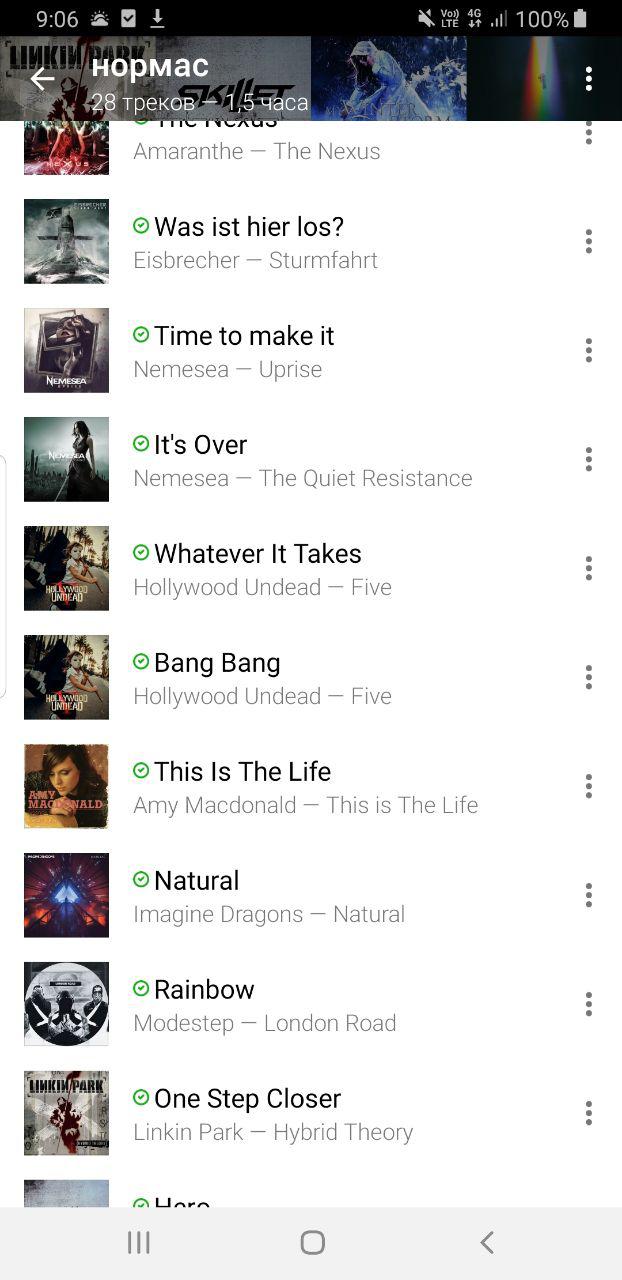 9:06
Vo)) LTE 4G 100%
LINKIN PARK
SKILLET
нормас
28 треков — 1,5 часа
The Nexus
Amaranthe — The Nexus
Was ist hier los?
Eisbrecher — Sturmfahrt
Time to make it
Nemesea — Uprise
NEMESEA
It's Over
Nemesea — The Quiet Resistance
NEMESEA
Whatever It Takes
Hollywood Undead — Five
HOLLYWOOD
UNDEAD
Bang Bang
Hollywood Undead — Five
HOLLYWOOD
UNDEAD
This Is The Life
Amy Macdonald — This is The Life
AMY
MACDONALD
Natural
Imagine Dragons — Natural
Rainbow
Modestep — London Road
One Step Closer
Linkin Park — Hybrid Theory
LINKIN PARK
Hero